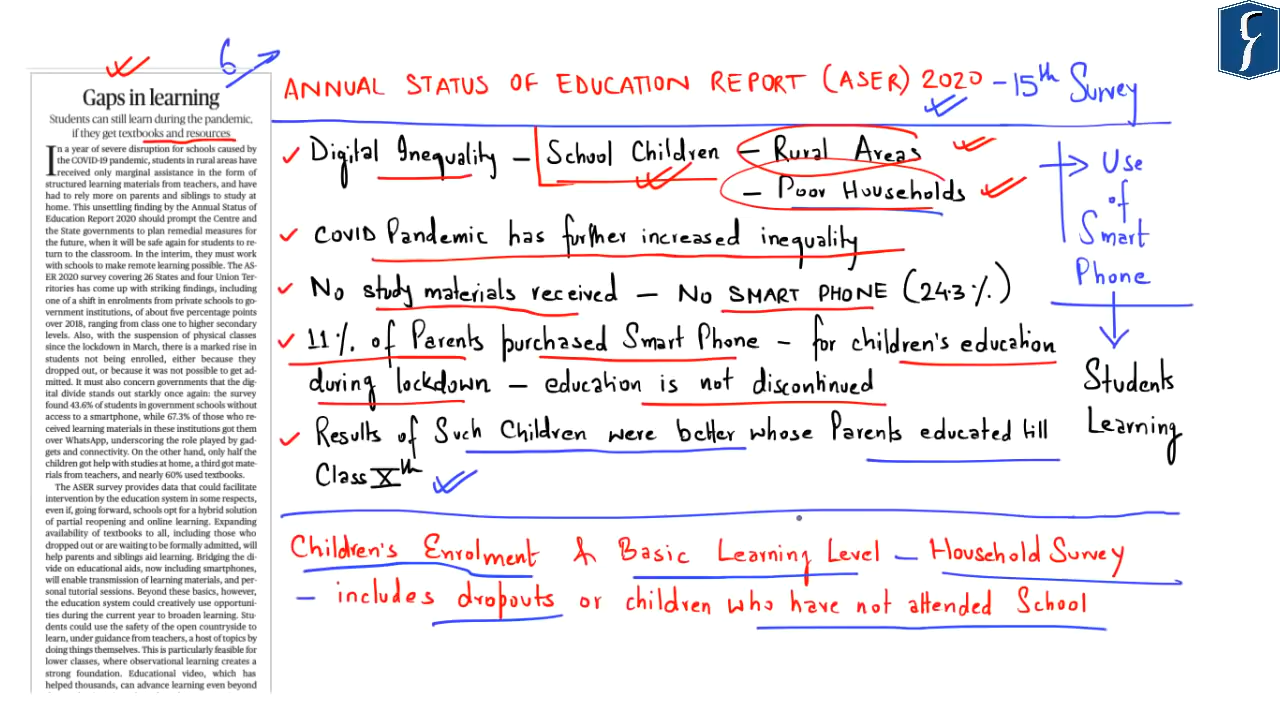 6
Gaps in learning
Students can still learn during the pandemic,
if they get textbooks and resources
In a year of severe disruption for schools caused by
the COVID-19 pandemic, students in rural areas have
received only marginal assistance in the form of
structured learning materials from teachers, and have
had to rely more on parents and siblings to study at
home. This unsettling finding by the Annual Status of
Education Report 2020 should prompt the Centre and
the State governments to plan remedial measures for
the future, when it will be safe again for students to re-
turn to the classroom. In the interim, they must work
with schools to make remote learning possible. The AS-
ER 2020 survey covering 26 States and four Union Ter-
ritories has come up with striking findings, including
one of a shift in enrolments from private schools to go-
vernment institutions, of about five percentage points
over 2018, ranging from class one to higher secondary
levels. Also, with the suspension of physical classes
since the lockdown in March, there is a marked rise in
students not being enrolled, either because they
dropped out, or because it was not possible to get ad-
mitted. It must also concern governments that the dig-
ital divide stands out starkly once again: the survey
found 43.6% of students in government schools without
access to a smartphone, while 67.3% of those who re-
ceived learning materials in these institutions got them
over WhatsApp, underscoring the role played by gad-
gets and connectivity. On the other hand, only half the
children got help with studies at home, a third got mate-
rials from teachers, and nearly 60% used textbooks.
The ASER survey provides data that could facilitate
intervention by the education system in some respects,
even if, going forward, schools opt for a hybrid solution
of partial reopening and online learning. Expanding
availability of textbooks to all, including those who
dropped out or are waiting to be formally admitted, will
help parents and siblings aid learning. Bridging the di-
vide on educational aids, now including smartphones,
will enable transmission of learning materials, and per-
sonal tutorial sessions. Beyond these basics, however,
the education system could creatively use opportuni-
ties during the current year to broaden learning. Stu-
dents could use the safety of the open countryside to
learn, under guidance from teachers, a host of topics by
doing things themselves. This is particularly feasible for
lower classes, where observational learning creates a
strong foundation. Educational video, which has
helped thousands, can advance learning even beyond
ANNUAL STATUS OF EDUCATION REPORT (ASER) 2020 - 15th Survey
Digital Inequality - School Children - Rural Areas
- Poor Households
COVID Pandemic has further increased inequality
No study materials received - NO SMART PHONE (24.3%)
11% of Parents purchased Smart Phone - for children's education
during lockdown - education is not discontinued
Results of Such Children were better whose Parents educated till
Class Xth
Use
of
Smart
Phone
Students
Learning
Children's Enrolment & Basic Learning Level - Household Survey
- includes dropouts or children who have not attended School